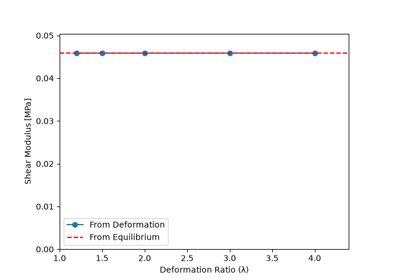 0.05
0.04
0.03
0.02
0.01
0.00
Shear Modulus [MPa]
From Deformation
From Equilibrium
1.0 1.5 2.0 2.5 3.0 3.5 4.0
Deformation Ratio (λ)